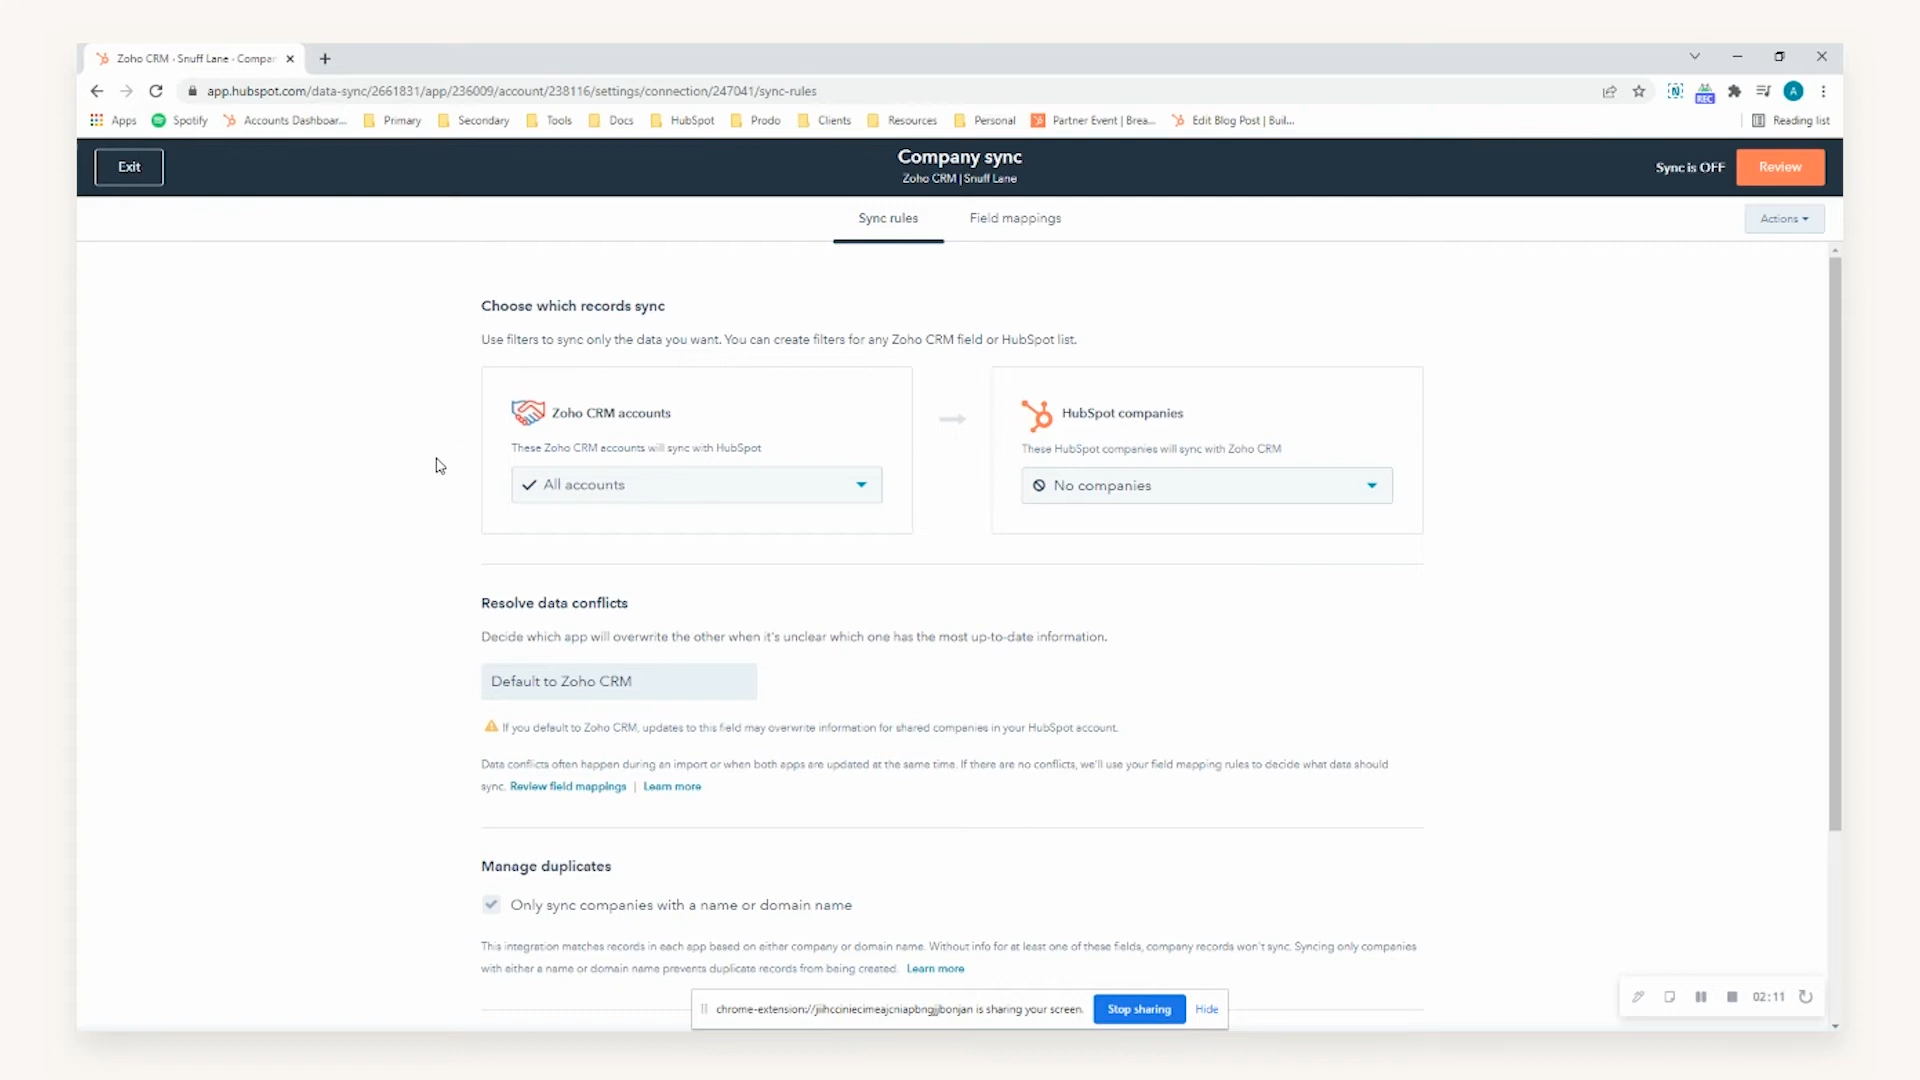 Zoho CRM - Snuff Lane - Compar
app.hubspot.com/data-sync/2661831/app/236009/account/238116/settings/connection/247041/sync-rules
REC
A
Apps Spotify Accounts Dashboar... Primary Secondary Tools Docs HubSpot Prodo Clients Resources Personal Partner Event | Brea... Edit Blog Post | Buil... Reading list
Exit
Company sync
Zoho CRM | Snuff Lane
Sync is OFF
Review
Sync rules
Field mappings
Actions
Choose which records sync
Use filters to sync only the data you want. You can create filters for any Zoho CRM field or HubSpot list.
Zoho CRM accounts
These Zoho CRM accounts will sync with HubSpot
All accounts
HubSpot companies
These HubSpot companies will sync with Zoho CRM
No companies
Resolve data conflicts
Decide which app will overwrite the other when it's unclear which one has the most up-to-date information.
Default to Zoho CRM
If you default to Zoho CRM, updates to this field may overwrite information for shared companies in your HubSpot account.
Data conflicts often happen during an import or when both apps are updated at the same time. If there are no conflicts, we'll use your field mapping rules to decide what data should
sync. Review field mappings | Learn more
Manage duplicates
Only sync companies with a name or domain name
This integration matches records in each app based on either company or domain name. Without info for at least one of these fields, company records won't sync. Syncing only companies
with either a name or domain name prevents duplicate records from being created. Learn more
chrome-extension://jiihcciniecimeajcniapbngjjbonjan is sharing your screen.
Stop sharing
Hide
02:11